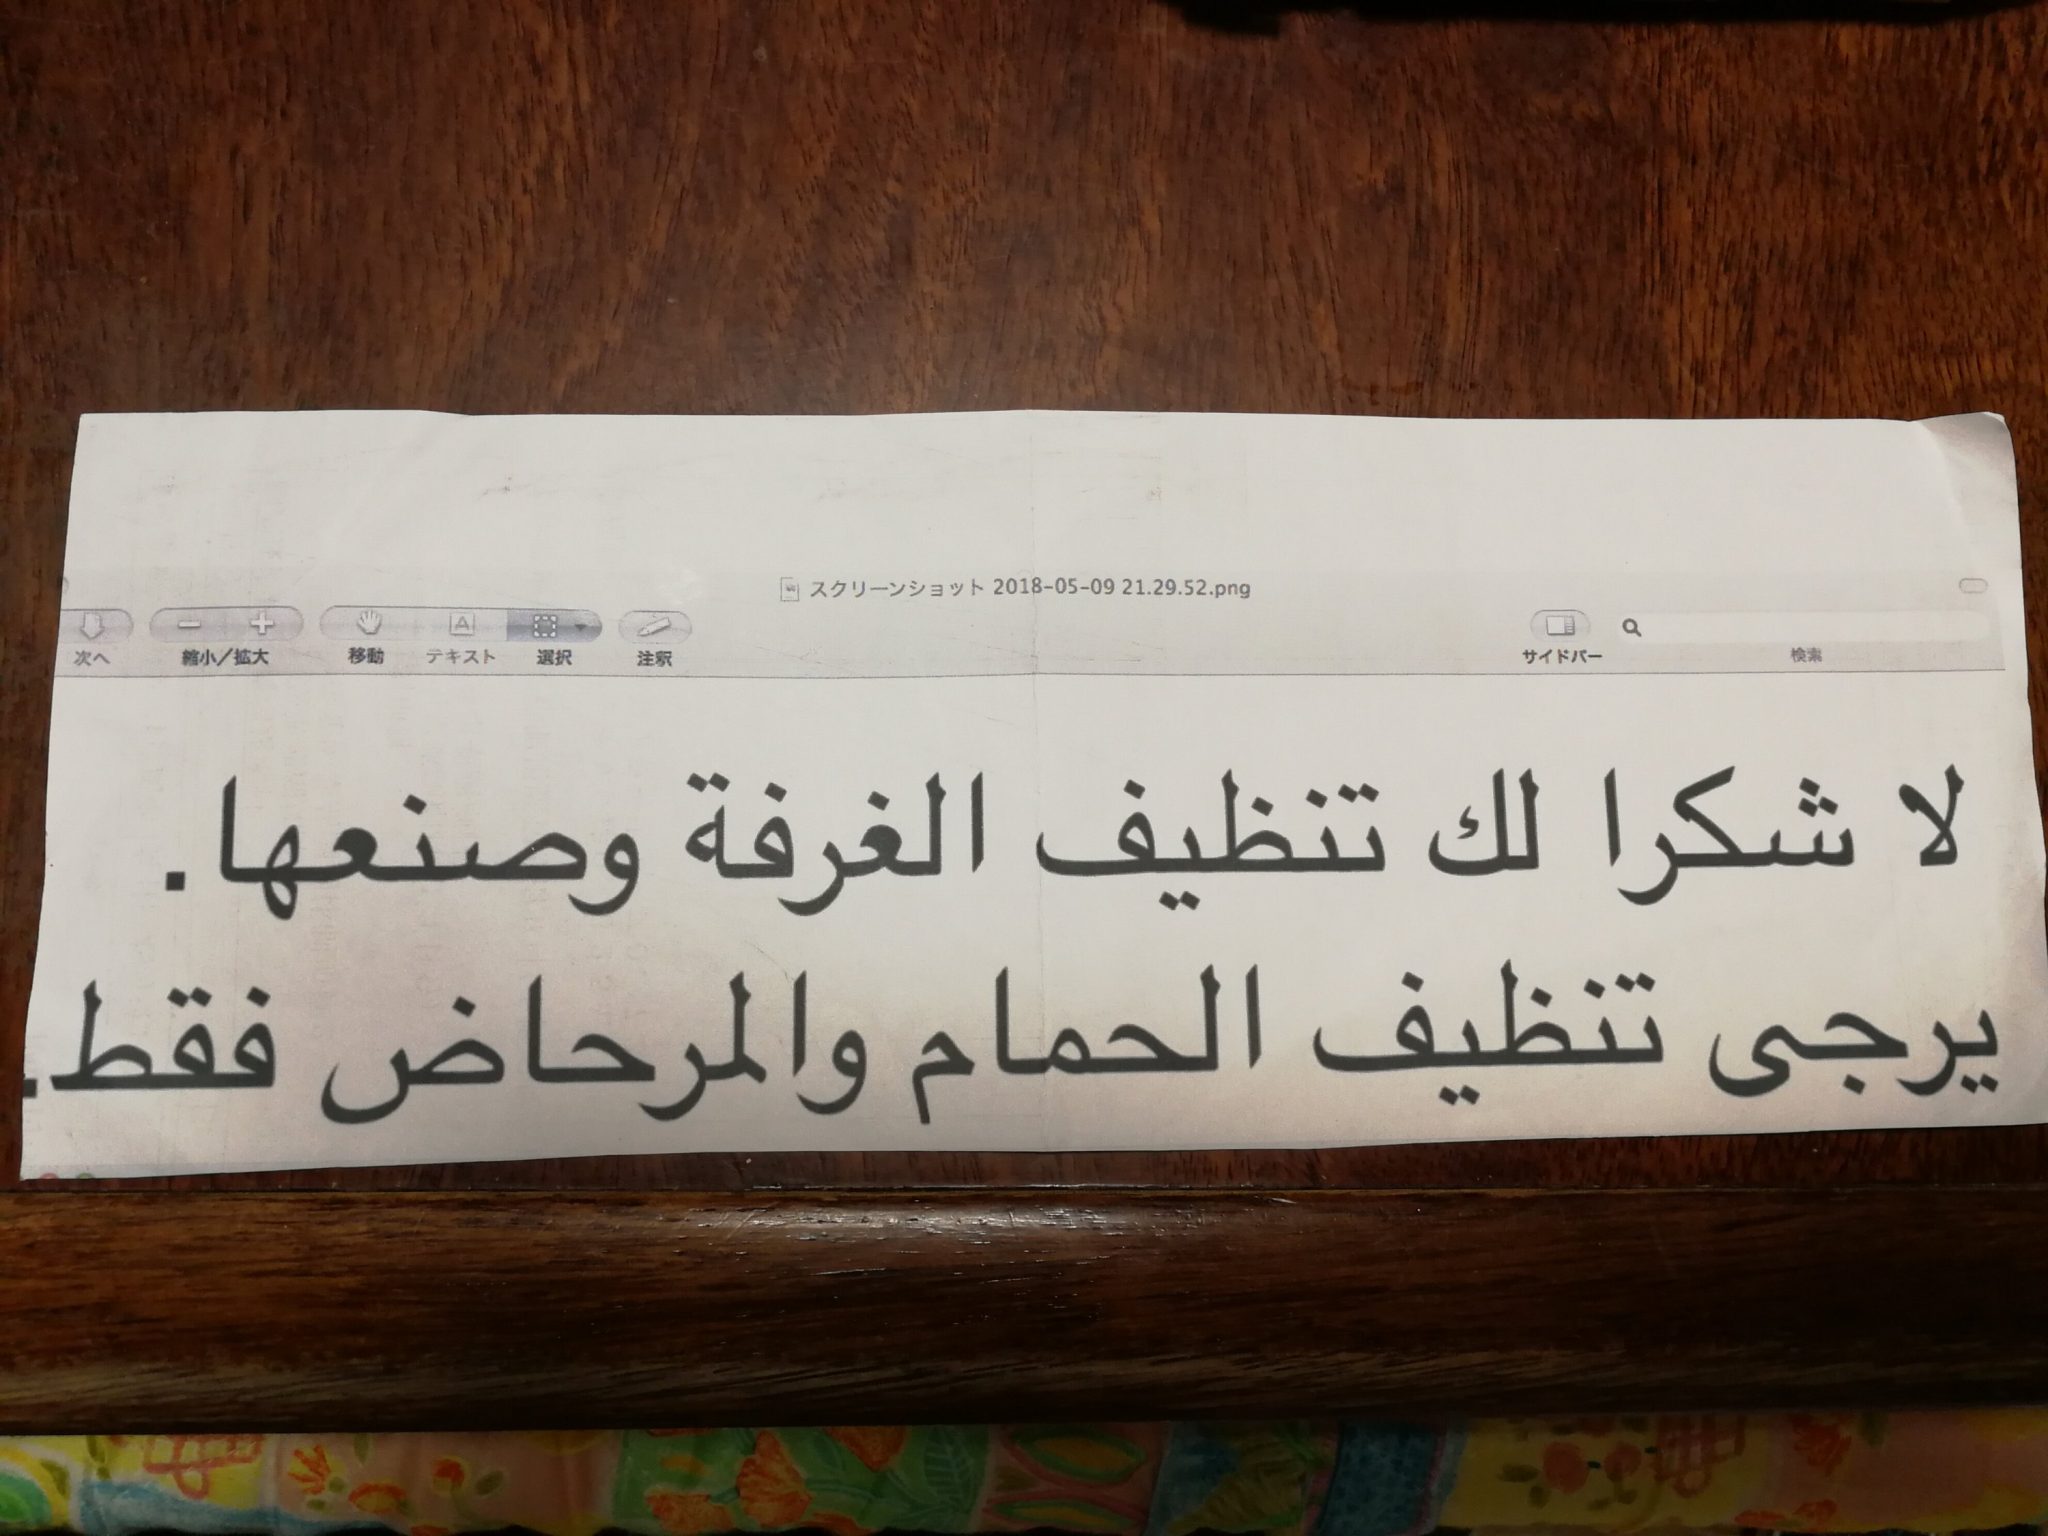 スクリーンショット 2018-05-09 21.29.52.png
次へ 縮小/拡大 移動 テキスト 選択 注釈 サイドバー 検索
لا شكرا لك تنظيف الغرفة وصنعها.
يرجى تنظيف الحمام والمرحاض فقط.